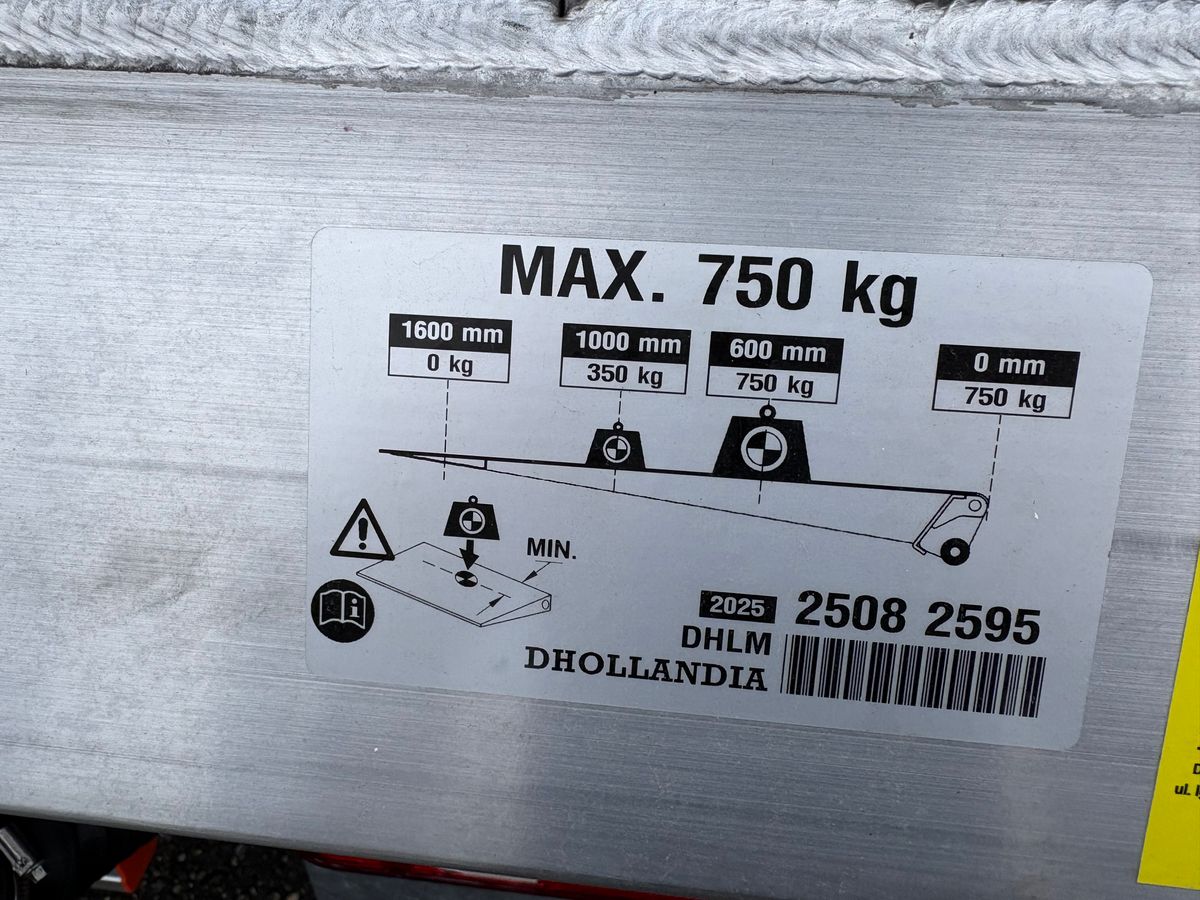 MAX. 750 kg
1600 mm
0 kg
1000 mm
350 kg
600 mm
750 kg
0 mm
750 kg
MIN.
2025 2508 2595
DHLM
DHOLLANDIA
ul.